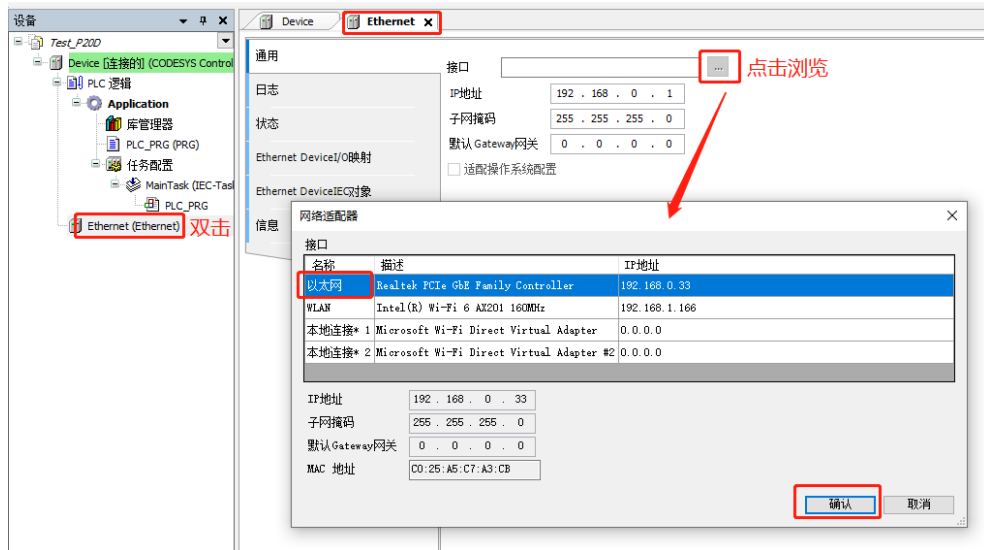 设备
Test_P20D
Device [连接的] (CODESYS Control
PLC 逻辑
Application
库管理器
PLC_PRG (PRG)
任务配置
MainTask (IEC-Tas
PLC_PRG
Ethernet (Ethernet)
双击
Device
Ethernet
通用
日志
状态
Ethernet DeviceI/O映射
Ethernet DeviceIEC对象
信息
接口
...
点击浏览
IP地址 192 . 168 . 0 . 1
子网掩码 255 . 255 . 255 . 0
默认Gateway网关 0 . 0 . 0 . 0
适配操作系统配置
网络适配器
接口
名称 描述 IP地址
以太网 Realtek PCIe GbE Family Controller 192.168.0.33
WLAN Intel(R) Wi-Fi 6 AX201 160MHz 192.168.1.166
本地连接* 1 Microsoft Wi-Fi Direct Virtual Adapter 0.0.0.0
本地连接* 2 Microsoft Wi-Fi Direct Virtual Adapter #2 0.0.0.0
IP地址 192 . 168 . 0 . 33
子网掩码 255 . 255 . 255 . 0
默认Gateway网关 0 . 0 . 0 . 0
MAC 地址 C0:25:A5:C7:A3:CB
确认 取消